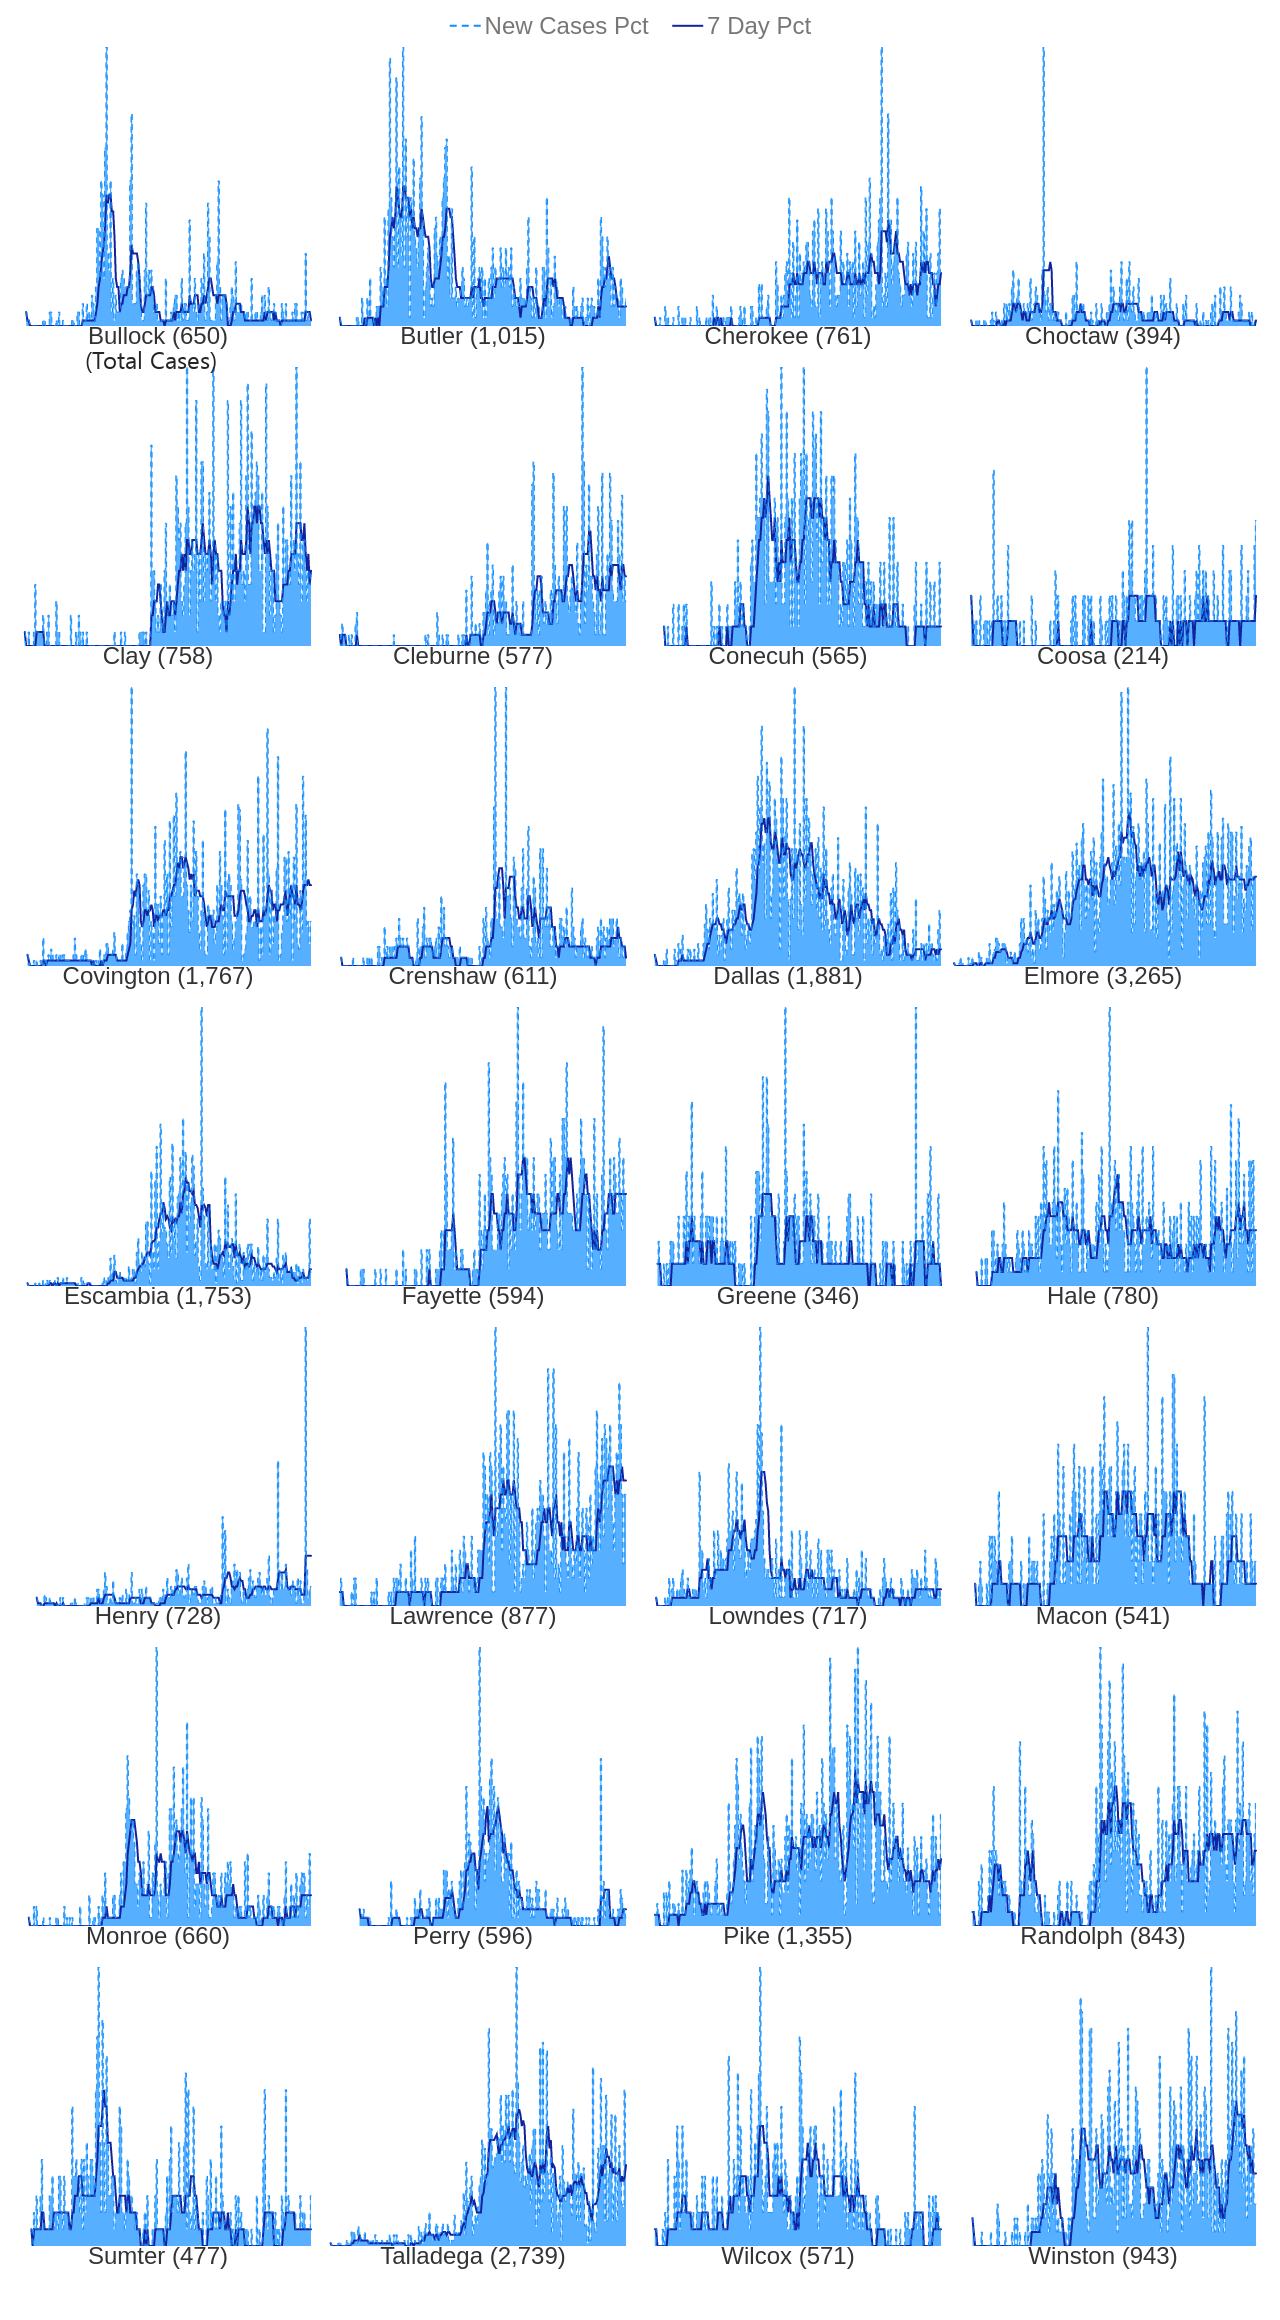 New Cases Pct 7 Day Pct
Bullock (650) Butler (1,015) Cherokee (761) Choctaw (394)
(Total Cases)
Clay (758) Cleburne (577) Conecuh (565) Coosa (214)
Covington (1,767) Crenshaw (611) Dallas (1,881) Elmore (3,265)
Escambia (1,753) Fayette (594) Greene (346) Hale (780)
Henry (728) Lawrence (877) Lowndes (717) Macon (541)
Monroe (660) Perry (596) Pike (1,355) Randolph (843)
Sumter (477) Talladega (2,739) Wilcox (571) Winston (943)